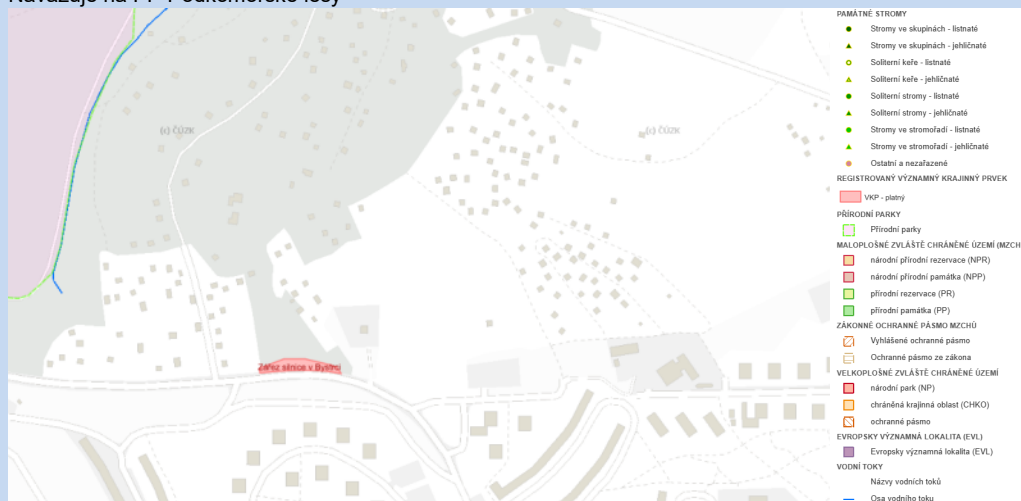 Navazuje na PP Podkomorské lesy
(c) ČÚZK
(c) ČÚZK
Zářez silnice v Bystrci
PAMÁTNÉ STROMY
Stromy ve skupinách - listnaté
Stromy ve skupinách - jehličnaté
Soliterní keře - listnaté
Soliterní keře - jehličnaté
Soliterní stromy - listnaté
Soliterní stromy - jehličnaté
Stromy ve stromořadí - listnaté
Stromy ve stromořadí - jehličnaté
Ostatní a nezařazené
REGISTROVANÝ VÝZNAMNÝ KRAJINNÝ PRVEK
VKP - platný
PŘÍRODNÍ PARKY
Přírodní parky
MALOPLOŠNÉ ZVLÁŠTĚ CHRÁNĚNÉ ÚZEMÍ (MZCH
národní přírodní rezervace (NPR)
národní přírodní památka (NPP)
přírodní rezervace (PR)
přírodní památka (PP)
ZÁKONNÉ OCHRANNÉ PÁSMO MZCHÚ
Vyhlášené ochranné pásmo
Ochranné pásmo ze zákona
VELKOPLOŠNÉ ZVLÁŠTĚ CHRÁNĚNÉ ÚZEMÍ
národní park (NP)
chráněná krajinná oblast (CHKO)
ochranné pásmo
EVROPSKY VÝZNAMNÁ LOKALITA (EVL)
Evropsky významná lokalita (EVL)
VODNÍ TOKY
Názvy vodních toků
Osa vodního toku